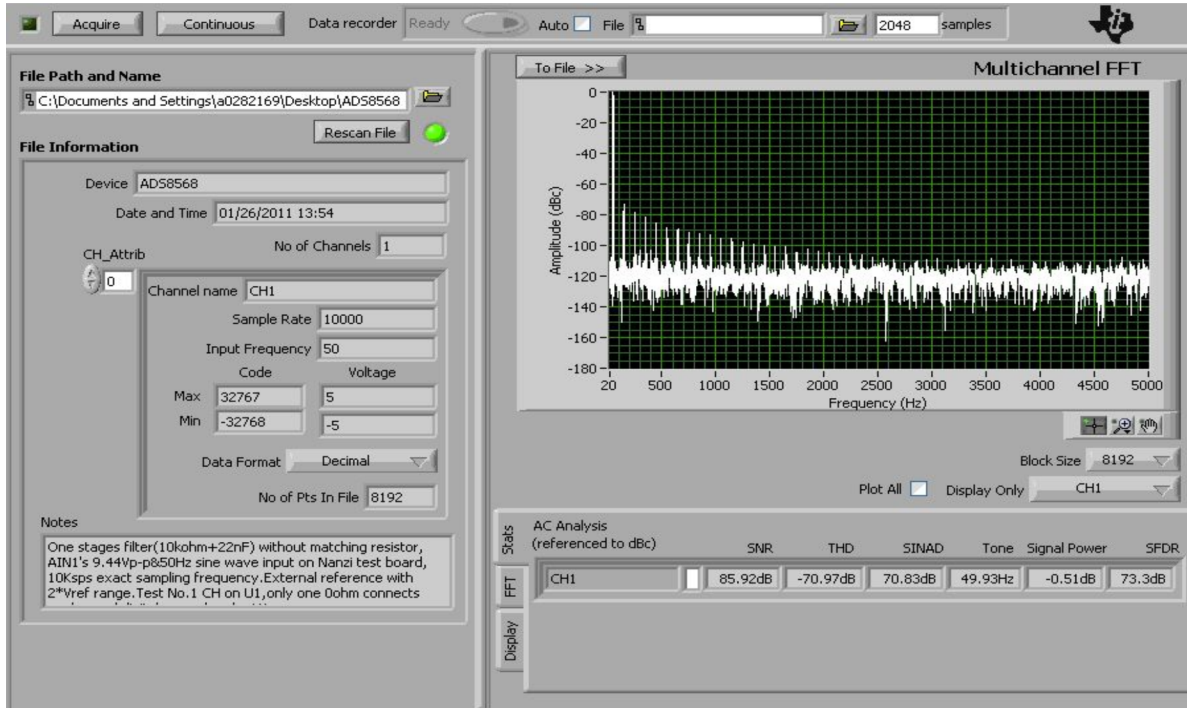 Acquire
Continuous
Data recorder
Ready
Auto
File
2048
samples
File Path and Name
C:\Documents and Settings\a0282169\Desktop\ADS8568
Rescan File
File Information
Device ADS8568
Date and Time 01/26/2011 13:54
No of Channels 1
CH_Attrib
0
Channel name CH1
Sample Rate 10000
Input Frequency 50
Code Voltage
Max 32767 5
Min -32768 -5
Data Format Decimal
No of Pts In File 8192
Notes
One stages filter(10kohm+22nF) without matching resistor,
AIN1's 9.44Vp-p&50Hz sine wave input on Nanzi test board,
10Ksps exact sampling frequency.External reference with
2*Vref range.Test No.1 CH on U1,only one 0ohm connects
To File >>
Multichannel FFT
Amplitude (dBc)
0
-20
-40
-60
-80
-100
-120
-140
-160
-180
20 500 1000 1500 2000 2500 3000 3500 4000 4500 5000
Frequency (Hz)
Block Size 8192
Plot All
Display Only CH1
Stats
FFT
Display
AC Analysis
(referenced to dBc)
SNR THD SINAD Tone Signal Power SFDR
CH1 85.92dB -70.97dB 70.83dB 49.93Hz -0.51dB 73.3dB